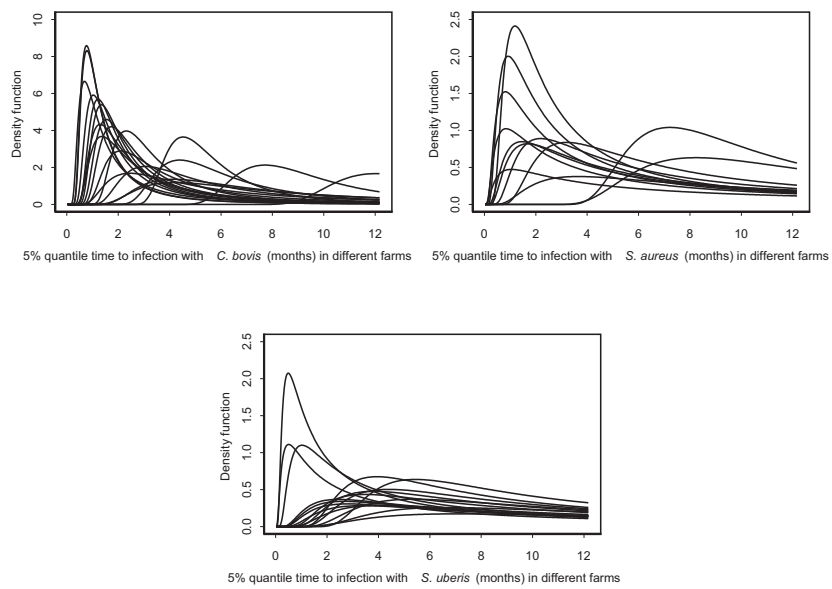 Density function
10
8
6
4
2
0
0 2 4 6 8 10 12
5% quantile time to infection with C. bovis (months) in different farms
Density function
2.5
2.0
1.5
1.0
0.5
0.0
0 2 4 6 8 10 12
5% quantile time to infection with S. aureus (months) in different farms
Density function
2.5
2.0
1.5
1.0
0.5
0.0
0 2 4 6 8 10 12
5% quantile time to infection with S. uberis (months) in different farms